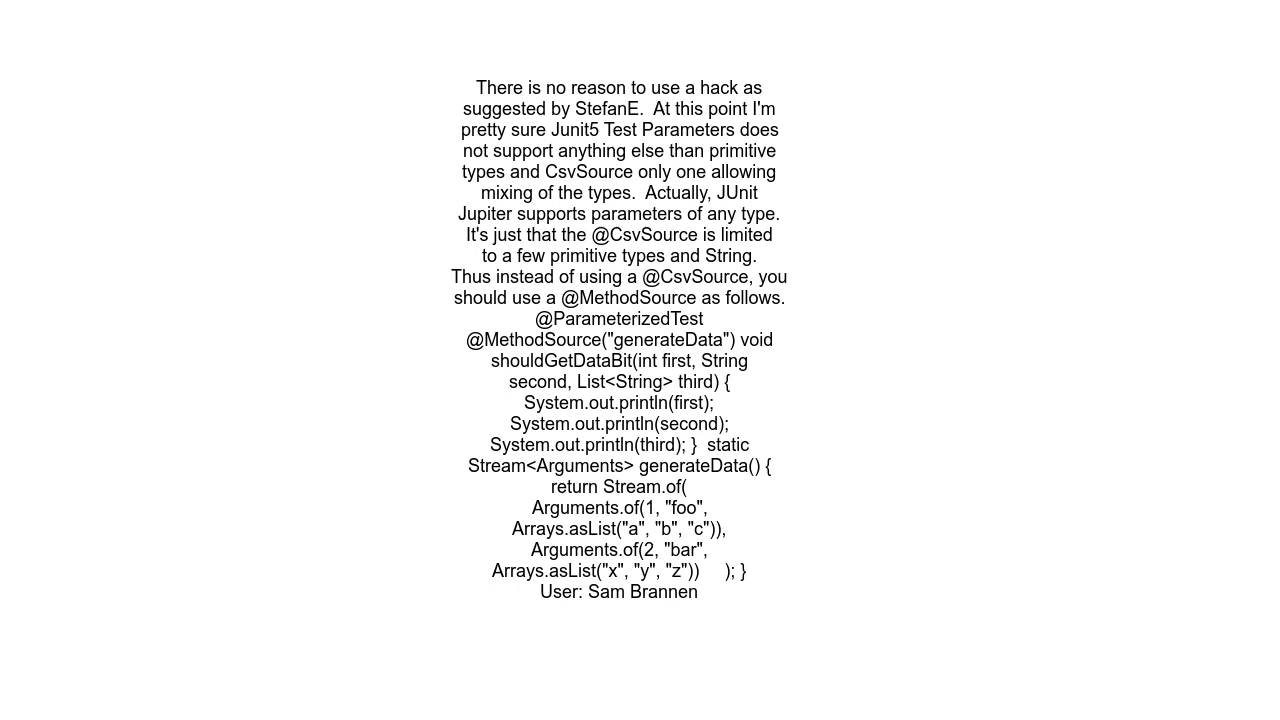 There is no reason to use a hack as
suggested by StefanE.  At this point I'm
pretty sure Junit5 Test Parameters does
not support anything else than primitive
types and CsvSource only one allowing
mixing of the types.  Actually, JUnit
Jupiter supports parameters of any type.
It's just that the @CsvSource is limited
to a few primitive types and String.
Thus instead of using a @CsvSource, you
should use a @MethodSource as follows.
@ParameterizedTest
@MethodSource("generateData") void
shouldGetDataBit(int first, String
second, List<String> third) {
System.out.println(first);
System.out.println(second);
System.out.println(third); }  static
Stream<Arguments> generateData() {
return Stream.of(
Arguments.of(1, "foo",
Arrays.asList("a", "b", "c")),
Arguments.of(2, "bar",
Arrays.asList("x", "y", "z"))     ); }
User: Sam Brannen